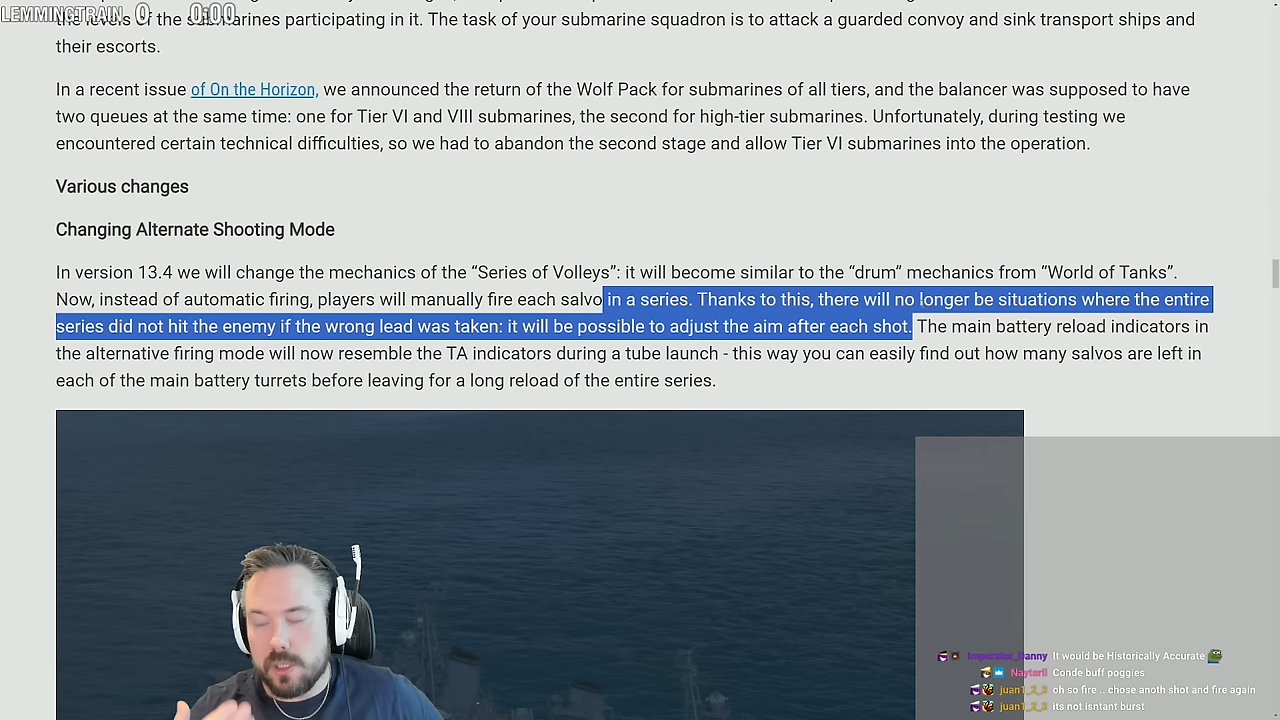 LEMMINGTRAIN 0 0:00
of the submarines participating in it. The task of your submarine squadron is to attack a guarded convoy and sink transport ships and
their escorts.
In a recent issue of On the Horizon, we announced the return of the Wolf Pack for submarines of all tiers, and the balancer was supposed to have
two queues at the same time: one for Tier VI and VIII submarines, the second for high-tier submarines. Unfortunately, during testing we
encountered certain technical difficulties, so we had to abandon the second stage and allow Tier VI submarines into the operation.
Various changes
Changing Alternate Shooting Mode
In version 13.4 we will change the mechanics of the “Series of Volleys”: it will become similar to the “drum” mechanics from “World of Tanks”.
Now, instead of automatic firing, players will manually fire each salvo in a series. Thanks to this, there will no longer be situations where the entire
series did not hit the enemy if the wrong lead was taken: it will be possible to adjust the aim after each shot. The main battery reload indicators in
the alternative firing mode will now resemble the TA indicators during a tube launch - this way you can easily find out how many salvos are left in
each of the main battery turrets before leaving for a long reload of the entire series.
Imperator_Danny It would be Historically Accurate
Nayterii Conde buff poggies
juan1_2_3 oh so fire .. chose anoth shot and fire again
juan1_2_3 its not isntant burst